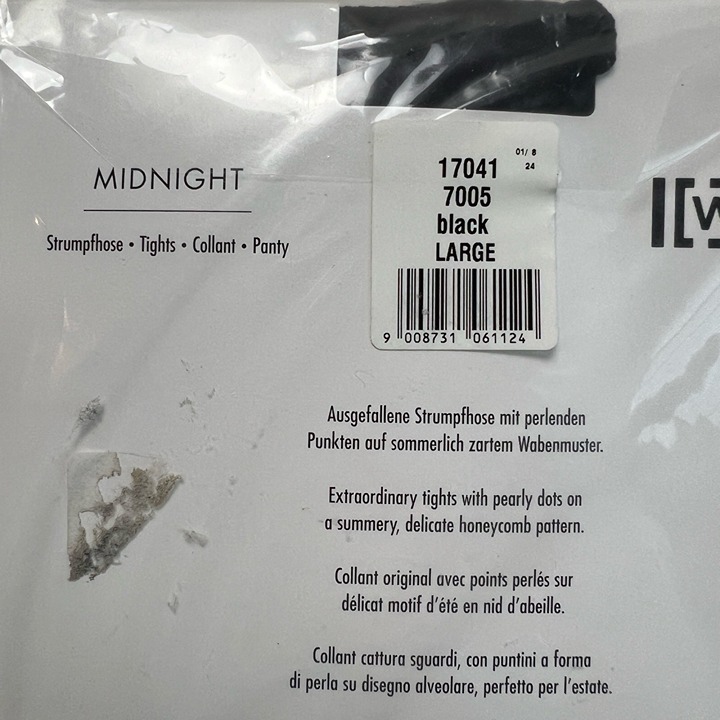 MIDNIGHT
Strumpfhose • Tights • Collant • Panty
17041
01/ 8
24
7005
black
LARGE
9 008731 061124
Ausgefallene Strumpfhose mit perlenden
Punkten auf sommerlich zartem Wabenmuster.
Extraordinary tights with pearly dots on
a summery, delicate honeycomb pattern.
Collant original avec points perlés sur
délicat motif d'été en nid d'abeille.
Collant cattura sguardi, con puntini a forma
di perla su disegno alveolare, perfetto per l'estate.